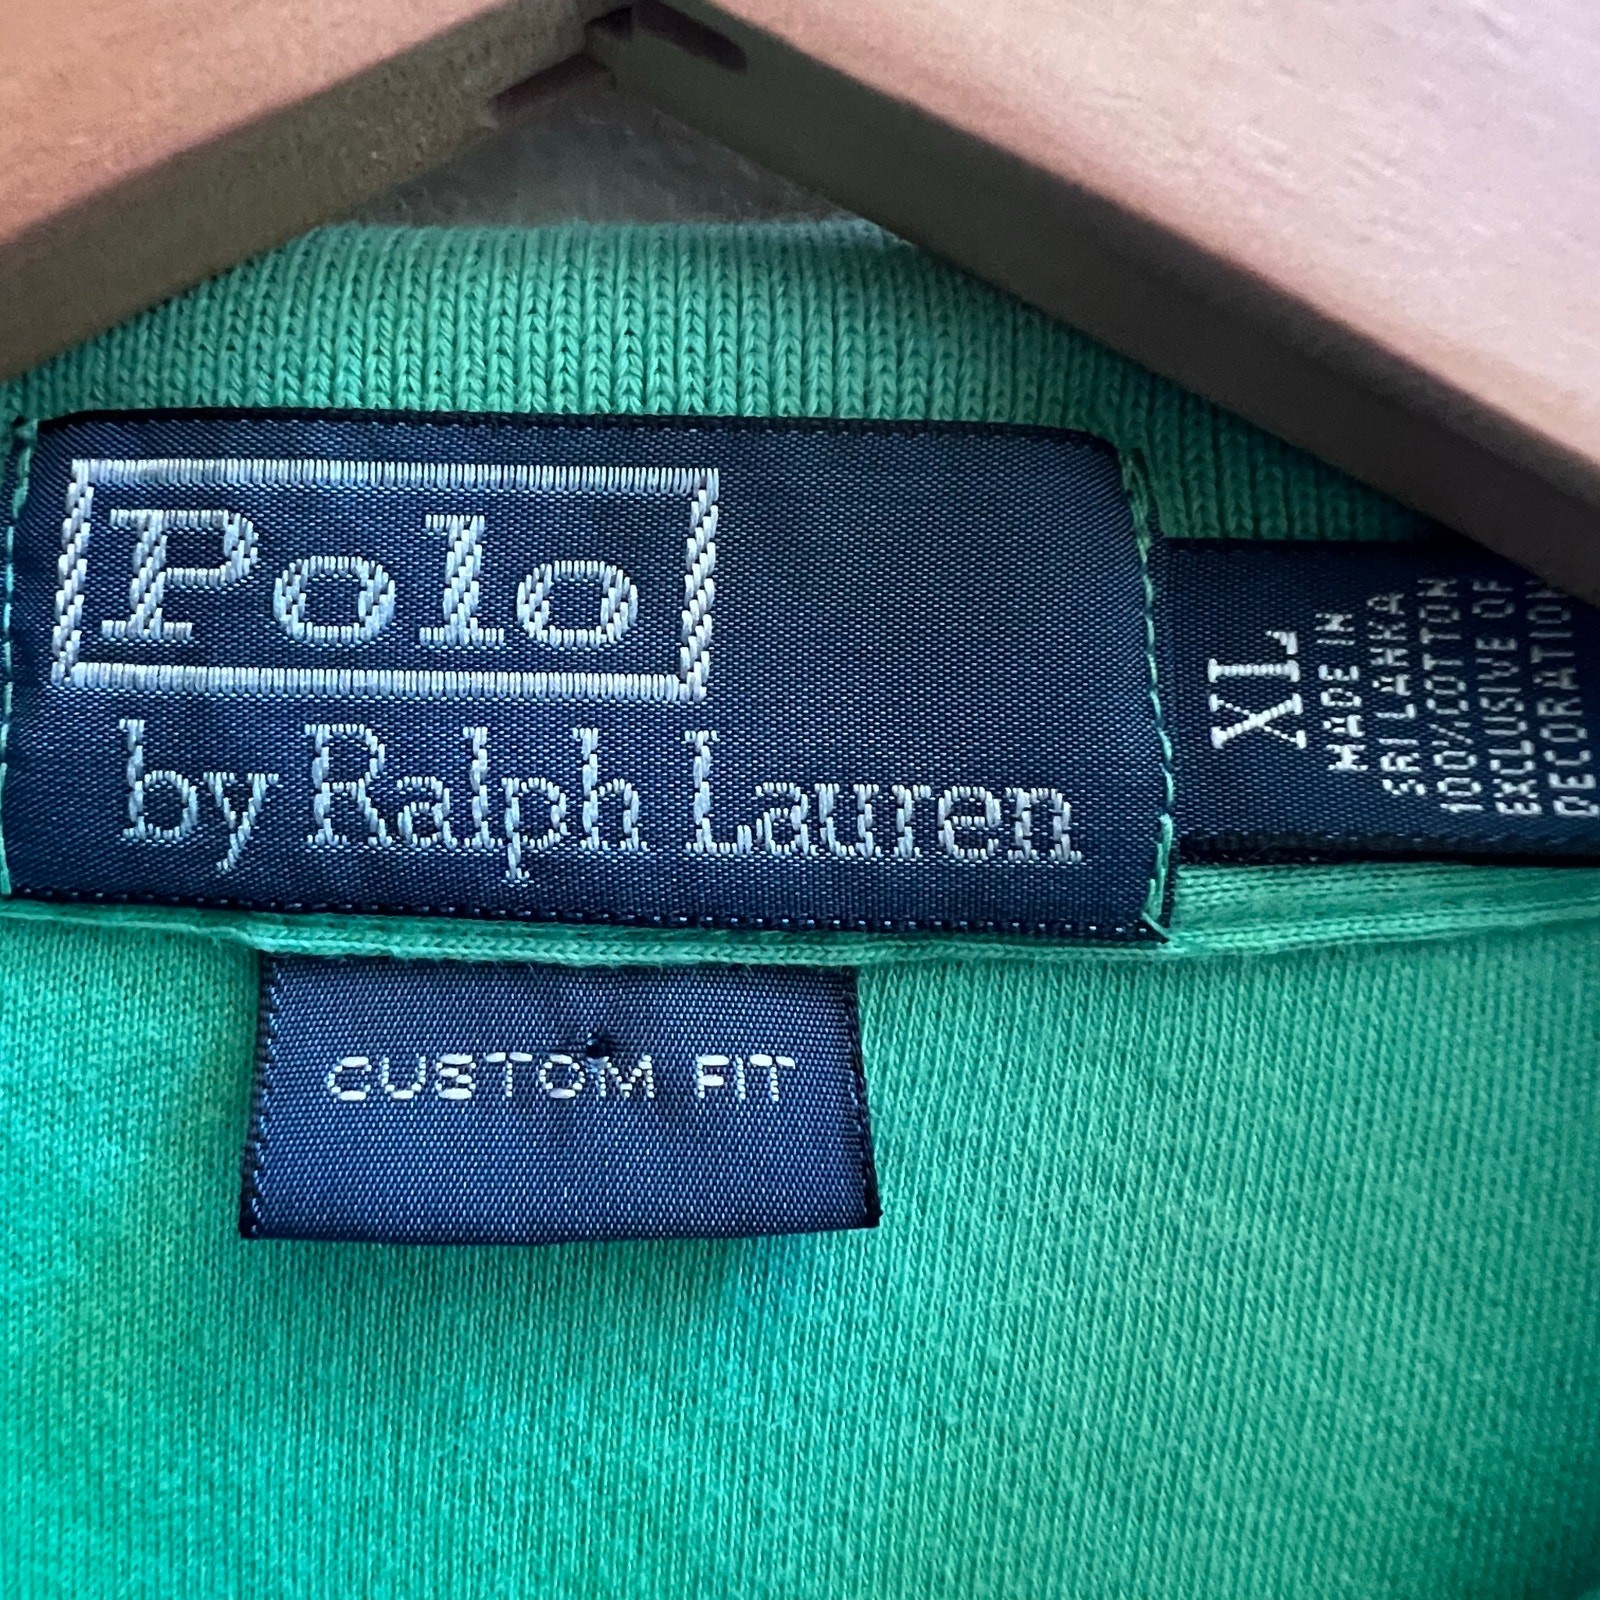 Polo
by Ralph Lauren
XL
MADE IN
SRI LANKA
100% COTTON
EXCLUSIVE OF
DECORATION
CUSTOM FIT